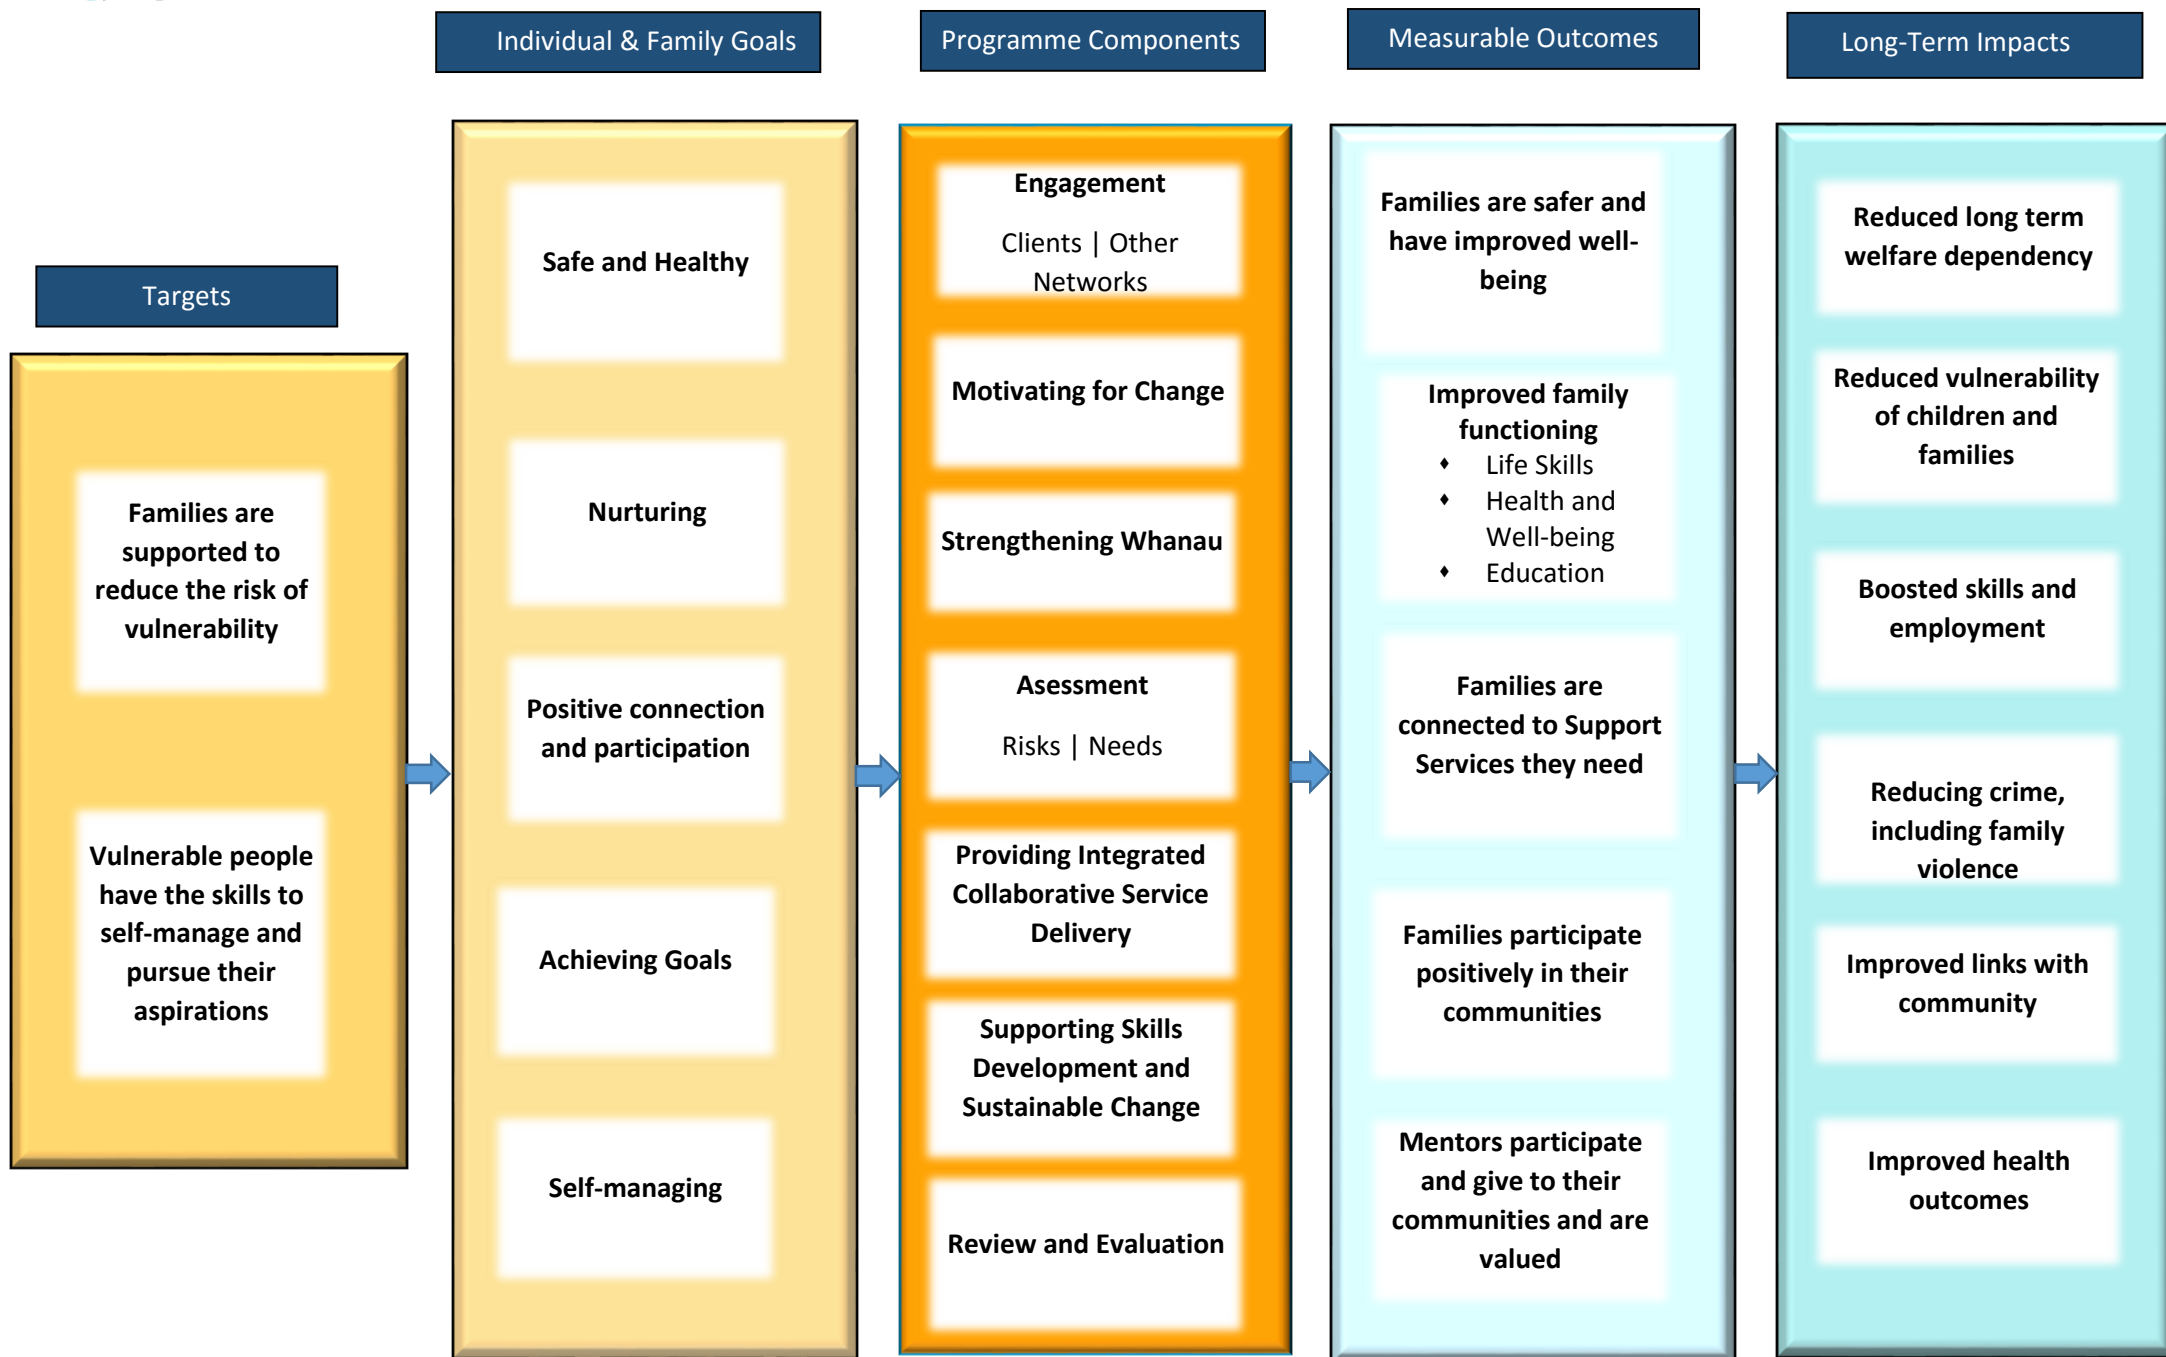 Targets
Families are
supported to
reduce the risk of
vulnerability
Vulnerable people
have the skills to
self-manage and
pursue their
aspirations
Individual & Family Goals
Safe and Healthy
Nurturing
Positive connection
and participation
Achieving Goals
Self-managing
Programme Components
Engagement
Clients | Other
Networks
Motivating for Change
Strengthening Whanau
Asessment
Risks | Needs
Providing Integrated
Collaborative Service
Delivery
Supporting Skills
Development and
Sustainable Change
Review and Evaluation
Measurable Outcomes
Families are safer and
have improved well-
being
Improved family
functioning
♦ Life Skills
♦ Health and
Well-being
♦ Education
Families are
connected to Support
Services they need
Families participate
positively in their
communities
Mentors participate
and give to their
communities and are
valued
Long-Term Impacts
Reduced long term
welfare dependency
Reduced vulnerability
of children and
families
Boosted skills and
employment
Reducing crime,
including family
violence
Improved links with
community
Improved health
outcomes